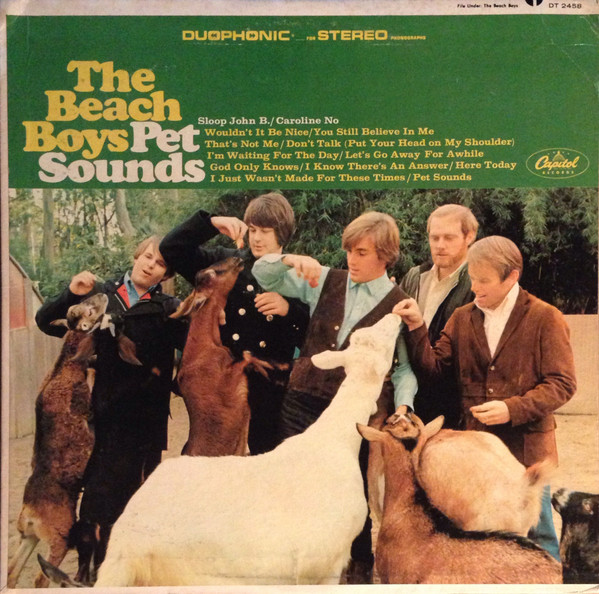 File Under: The Beach Boys
DT 2458
DUOPHONIC FOR STEREO PHONOGRAPHS
The
Beach
Boys Pet
Sounds
Sloop John B./Caroline No
Wouldn't It Be Nice/You Still Believe In Me
That's Not Me/Don't Talk (Put Your Head on My Shoulder)
I'm Waiting For The Day/Let's Go Away For Awhile
God Only Knows/I Know There's An Answer/Here Today
I Just Wasn't Made For These Times/Pet Sounds
Capitol
RECORDS